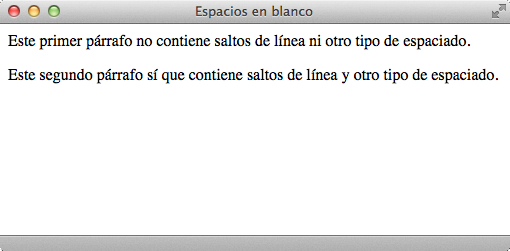 Espacios en blanco
Este primer párrafo no contiene saltos de línea ni otro tipo de espaciado.
Este segundo párrafo sí que contiene saltos de línea y otro tipo de espaciado.